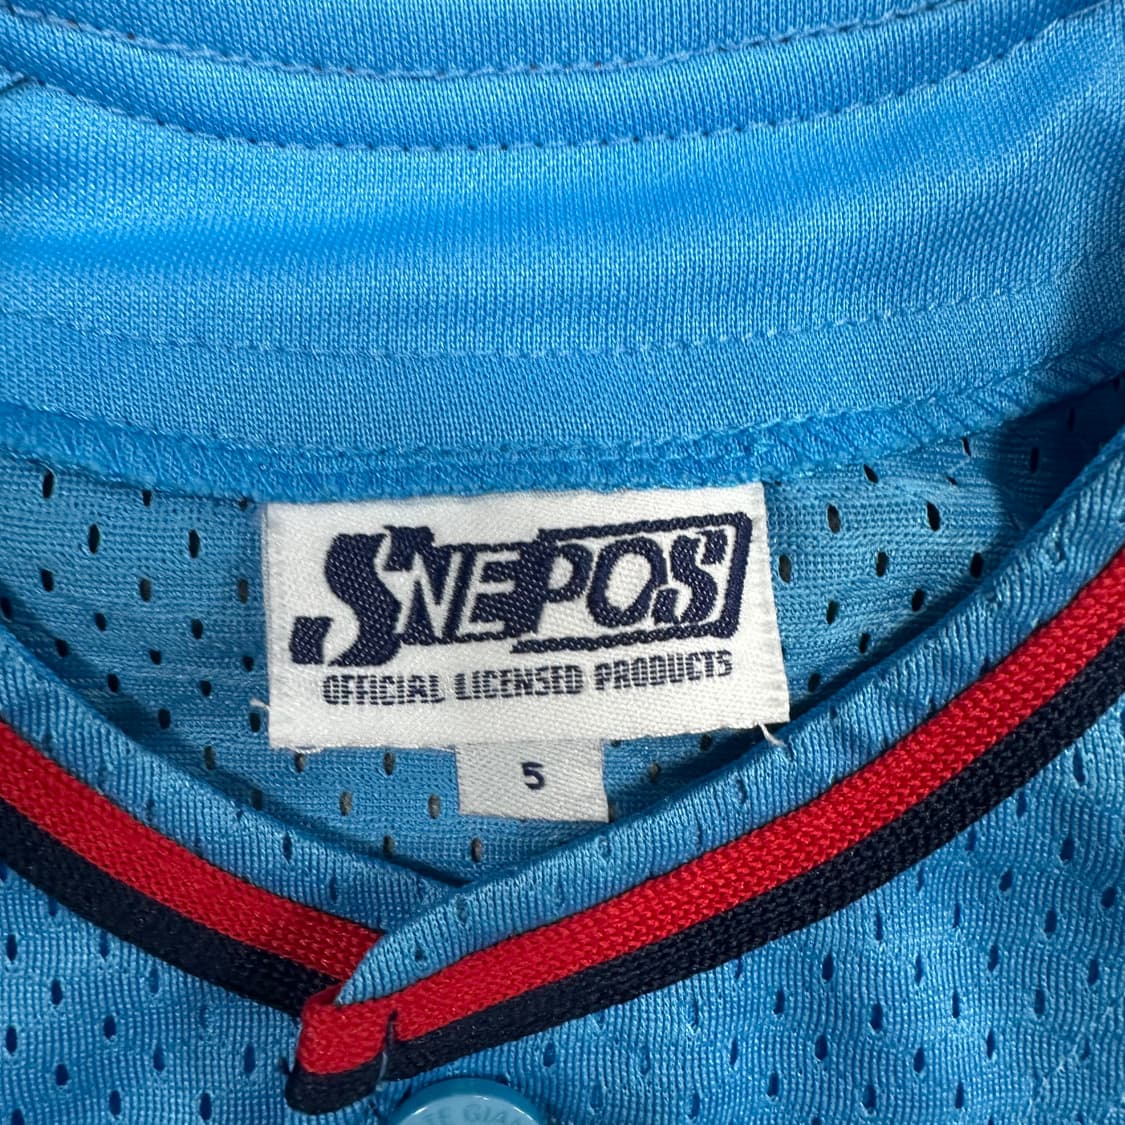 SNEPOS
OFFICIAL LICENSED PRODUCTS
5